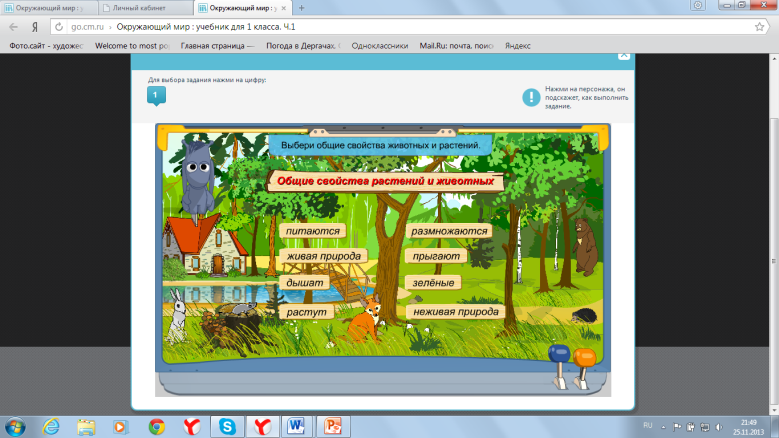 Окружающий мир : у
Личный кабинет
Окружающий мир : у
Я
go.cm.ru › Окружающий мир : учебник для 1 класса. Ч.1
Фото.сайт - художес
Welcome to most po
Главная страница —
Погода в Дергачах.
Одноклассники
Mail.Ru: почта, поис
Яндекс
Для выбора задания нажми на цифру:
1
Нажми на персонажа, он
подскажет, как выполнить
задание.
Выбери общие свойства животных и растений.
Общие свойства растений и животных
питаются
размножаются
живая природа
прыгают
дышат
зелёные
растут
неживая природа
RU
21:49
25.11.2013